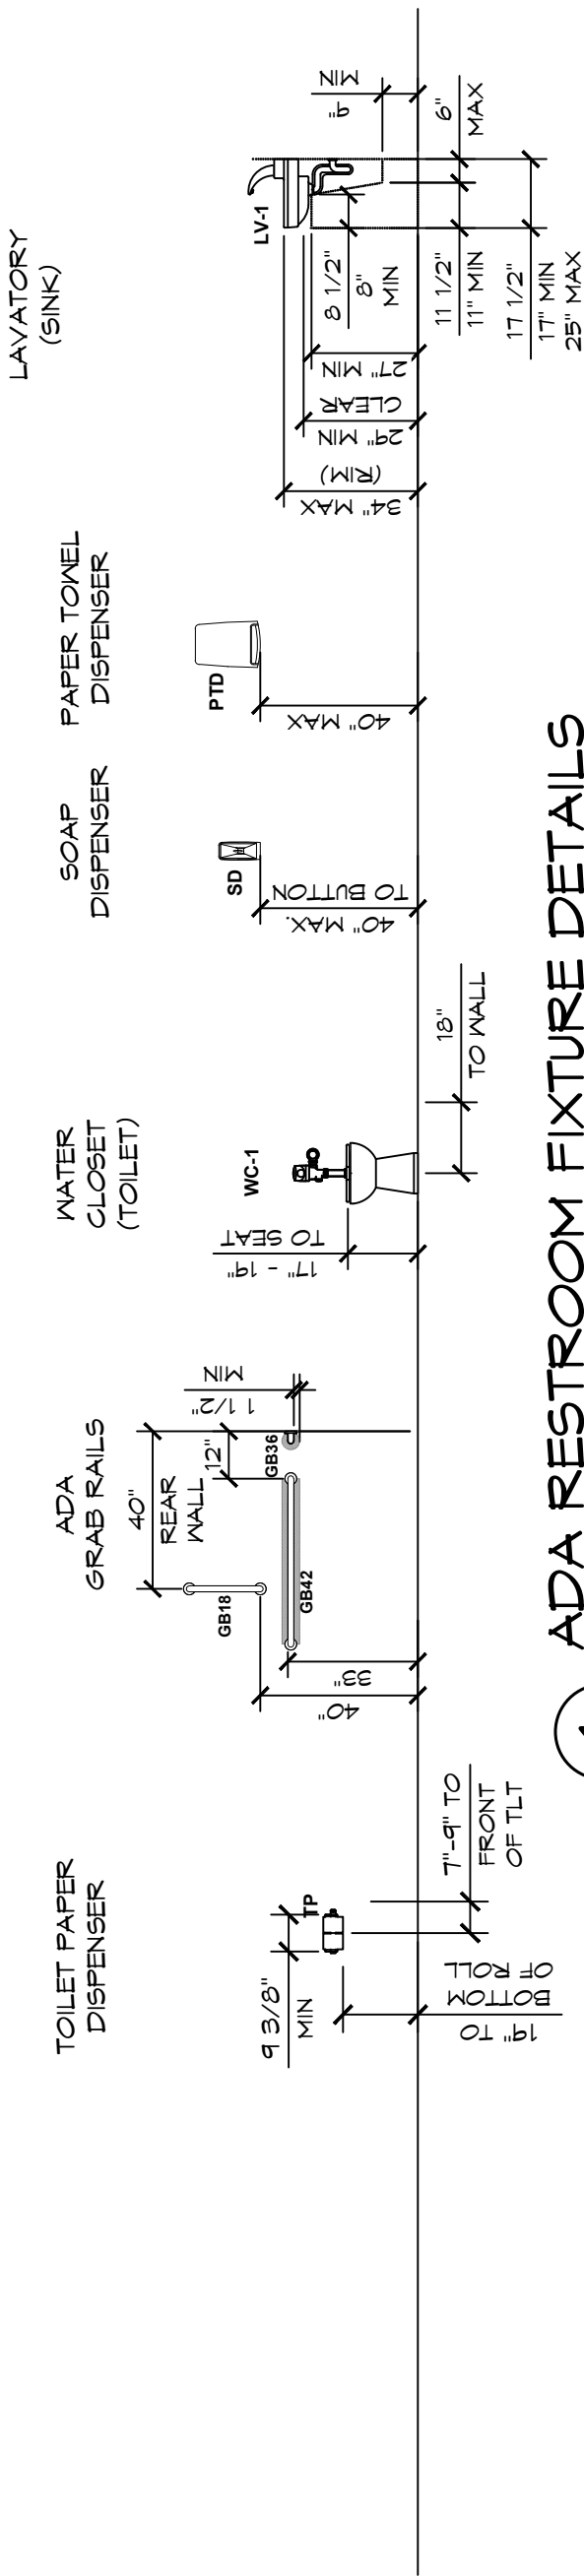 TOILET PAPER
DISPENSER
9 3/8"
MIN
TP
19" TO
BOTTOM
OF ROLL
7"-9" TO
FRONT
OF TLT
ADA
GRAB RAILS
40"
REAR
WALL
12"
1 1/2"
MIN
GB18
GB36
GB42
40"
33"
WATER
CLOSET
(TOILET)
WC-1
17" - 19"
TO SEAT
18"
TO WALL
SOAP
DISPENSER
SD
40" MAX.
TO BUTTON
PAPER TOWEL
DISPENSER
PTD
40" MAX
LAVATORY
(SINK)
LV-1
34" MAX
(RIM)
29" MIN
CLEAR
27" MIN
8 1/2"
8"
MIN
9"
MIN
6"
MAX
11 1/2"
11" MIN
17 1/2"
17" MIN
25" MAX
ADA RESTROOM FIXTURE DETAILS